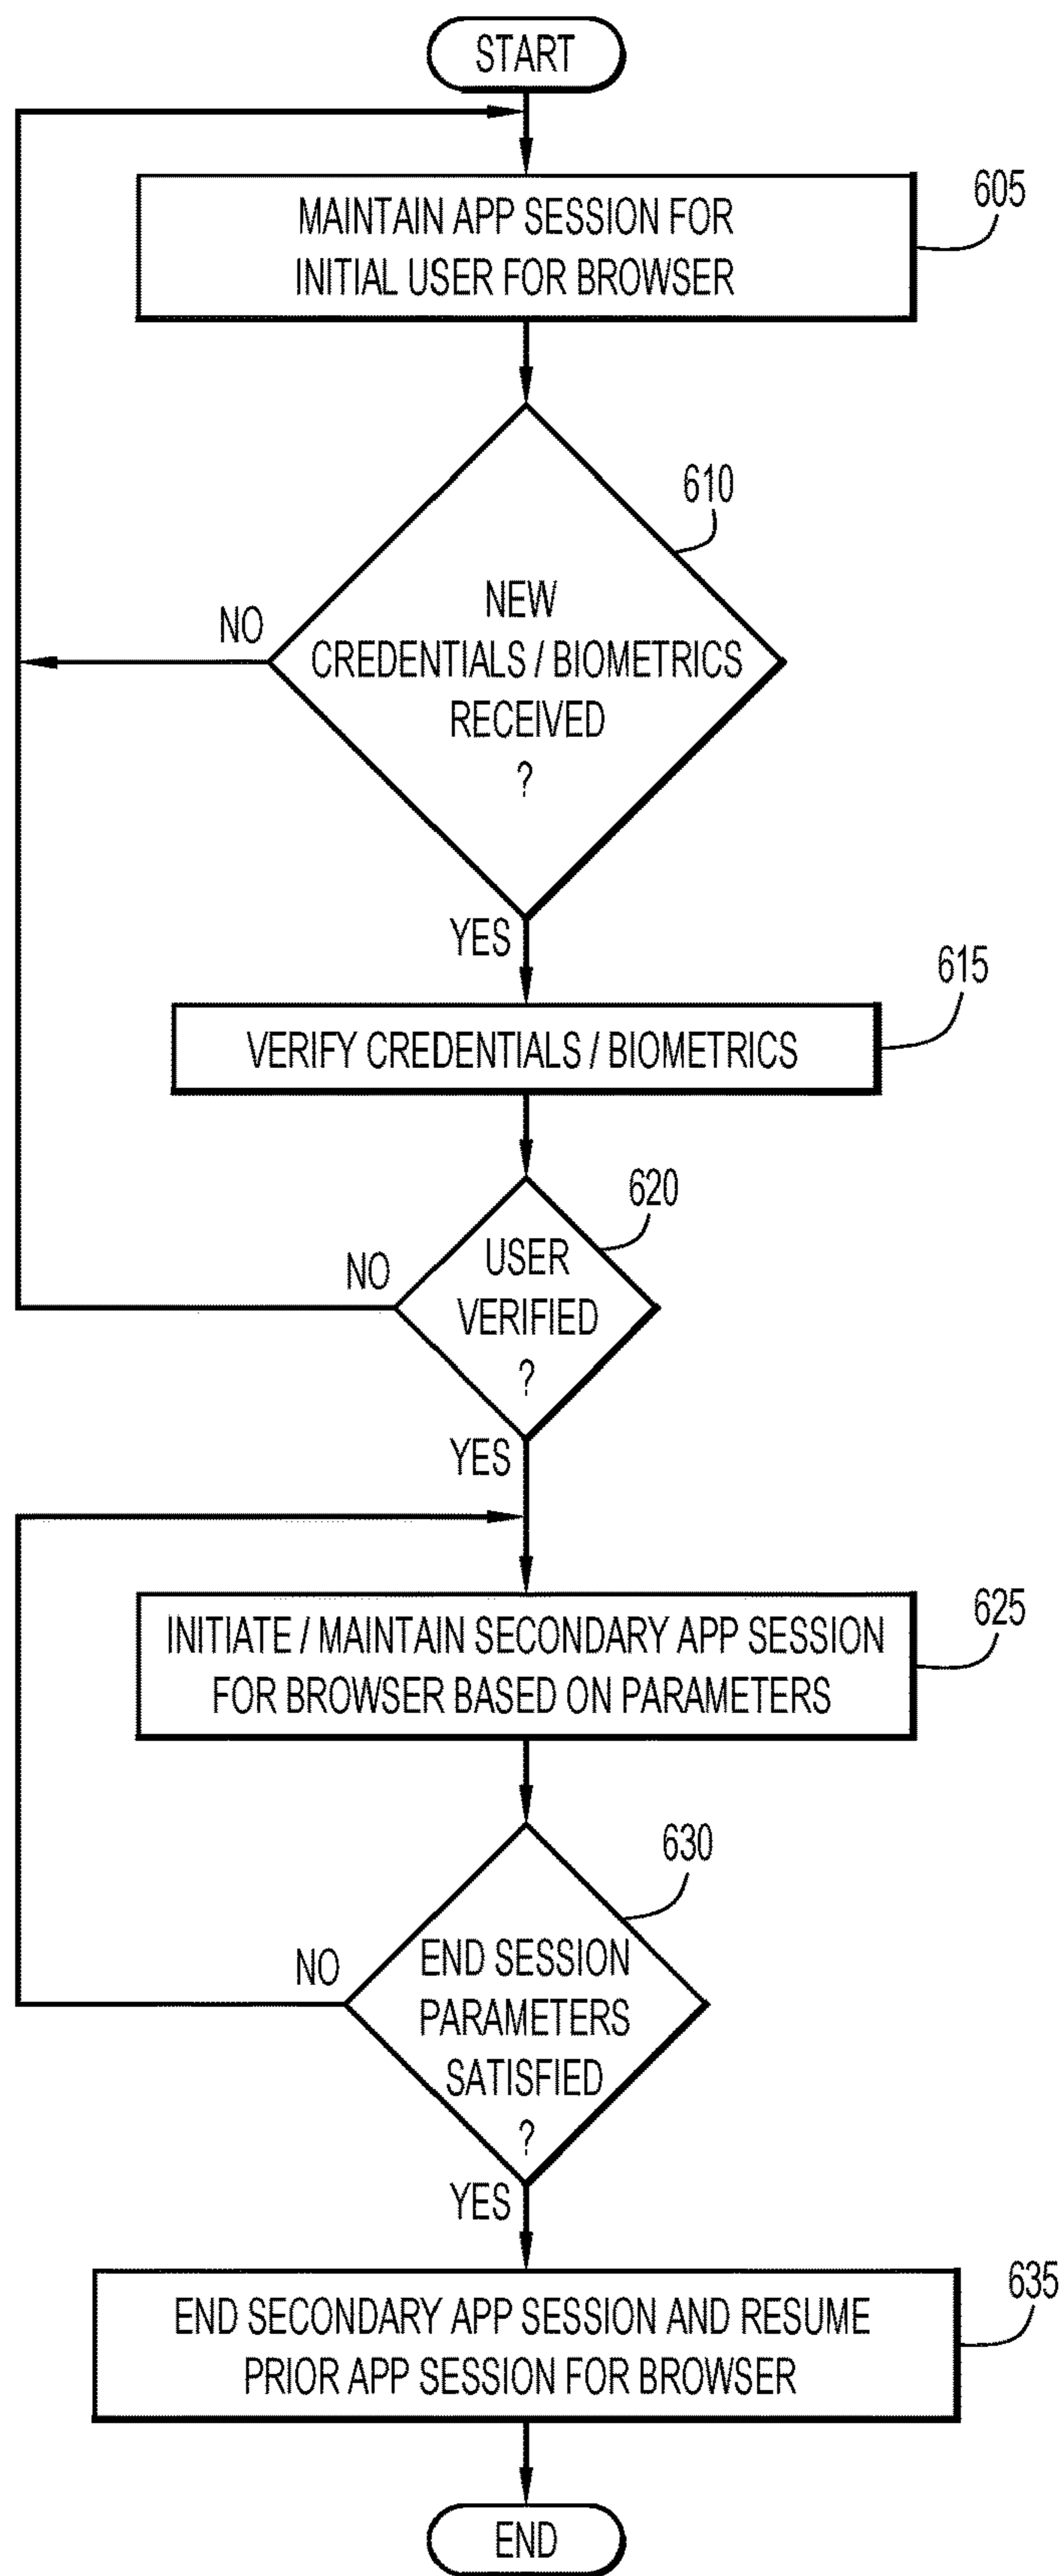 START
MAINTAIN APP SESSION FOR
INITIAL USER FOR BROWSER
605
610
NEW
CREDENTIALS / BIOMETRICS
RECEIVED
?
NO
YES
615
VERIFY CREDENTIALS / BIOMETRICS
620
USER
VERIFIED
?
NO
YES
INITIATE / MAINTAIN SECONDARY APP SESSION
FOR BROWSER BASED ON PARAMETERS
625
630
END SESSION
PARAMETERS
SATISFIED
?
NO
YES
END SECONDARY APP SESSION AND RESUME
PRIOR APP SESSION FOR BROWSER
635
END